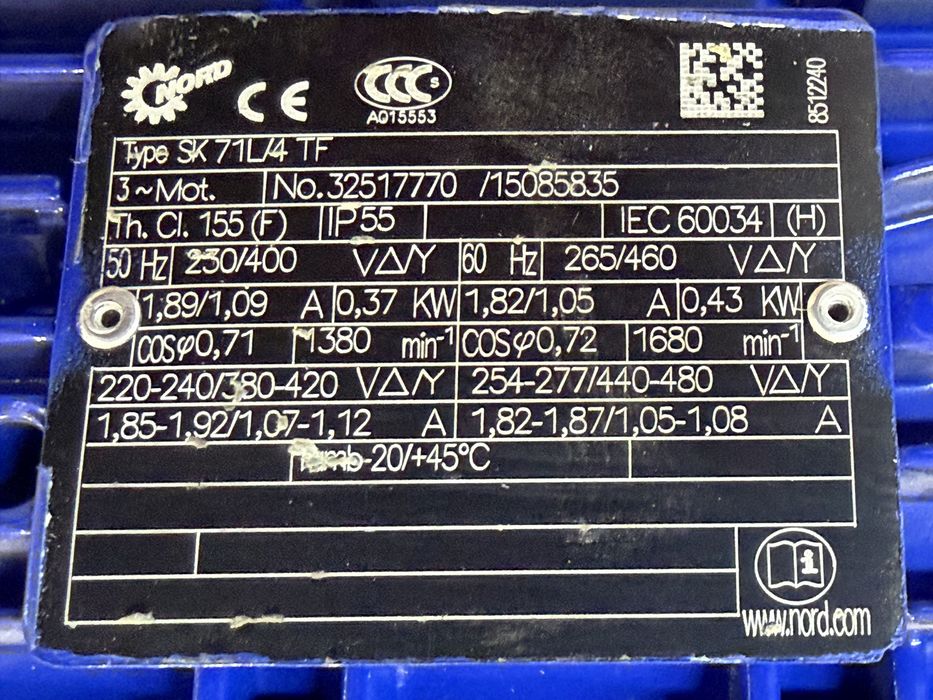 NORD CE CCC S
A015553
8512240
Type SK 71L/4 TF
3~Mot. No.32517770 /15085835
Th. Cl. 155 (F) IP55 IEC 60034 (H)
50 Hz 230/400 V△/Y 60 Hz 265/460 V△/Y
1,89/1,09 A 0,37 KW 1,82/1,05 A 0,43 KW
COSφ0,71 1380 min⁻¹ COSφ0,72 1680 min⁻¹
220-240/380-420 V△/Y 254-277/440-480 V△/Y
1,85-1,92/1,07-1,12 A 1,82-1,87/1,05-1,08 A
Tamb-20/+45°C
i
www.nord.com